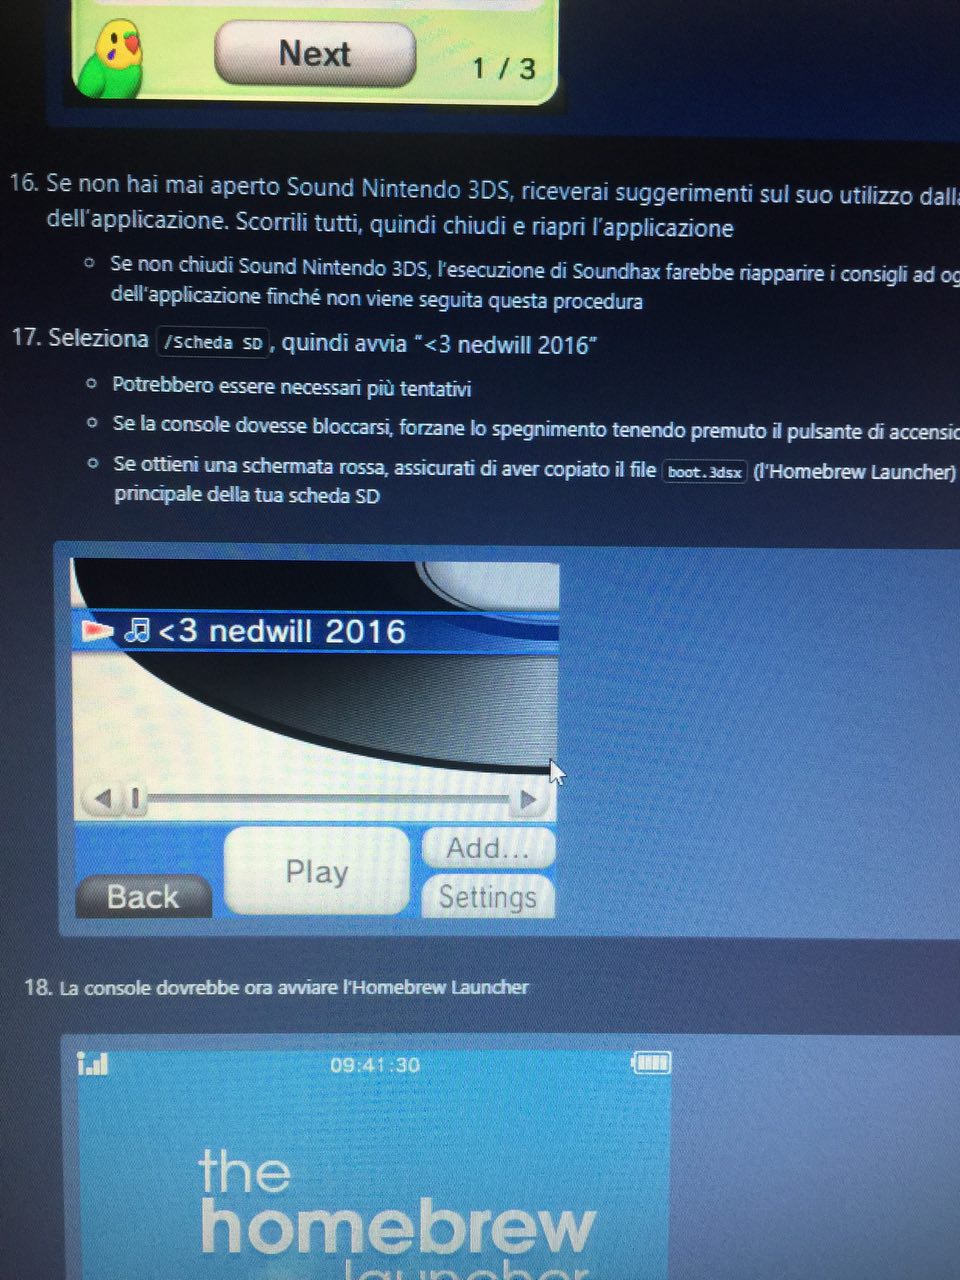 Next
1 / 3
16. Se non hai mai aperto Sound Nintendo 3DS, riceverai suggerimenti sul suo utilizzo
dell'applicazione. Scorrili tutti, quindi chiudi e riapri l'applicazione
Se non chiudi Sound Nintendo 3DS, l'esecuzione di Soundhax farebbe riapparire i consigli ad
dell'applicazione finché non viene seguita questa procedura
17. Seleziona /Scheda SD, quindi avvia "<3 nedwill 2016"
Potrebbero essere necessari più tentativi
Se la console dovesse bloccarsi, forzane lo spegnimento tenendo premuto il pulsante di
Se ottieni una schermata rossa, assicurati di aver copiato il file boot.3dsx (l'Homebrew Launcher)
principale della tua scheda SD
<3 nedwill 2016
Add...
Play
Back
Settings
18. La console dovrebbe ora avviare l'Homebrew Launcher
09:41:30
the
homebrew
launcher